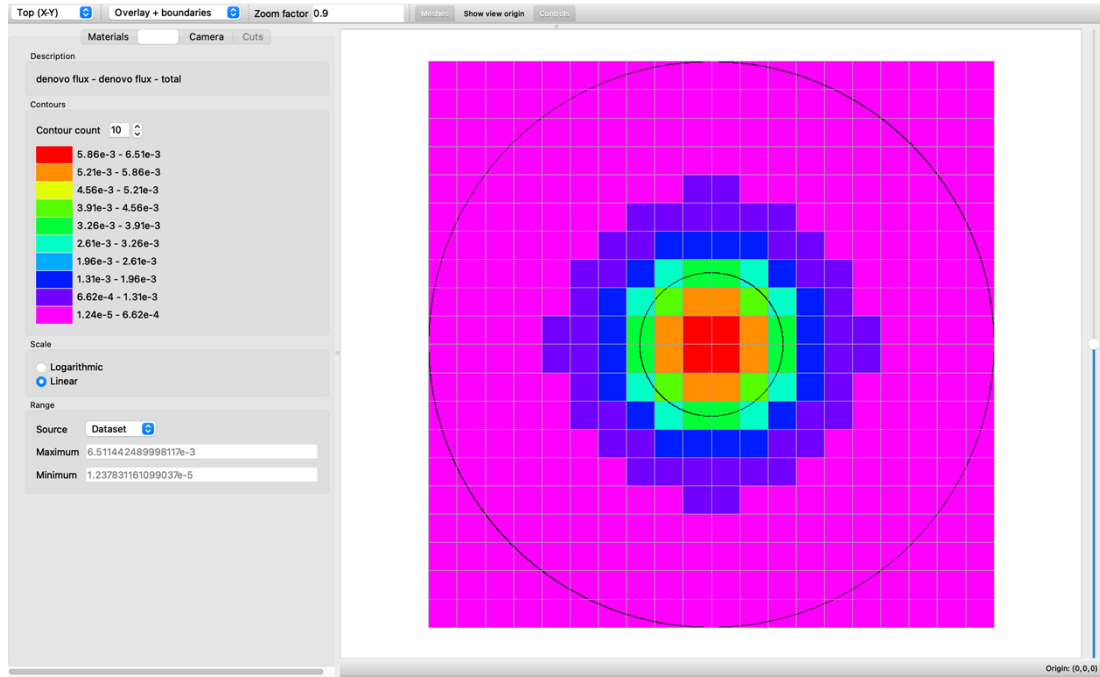 Top (X-Y) Overlay + boundaries Zoom factor 0.9 Meshes Show view origin Controls
Materials Camera Cuts
Description
denovo flux - denovo flux - total
Contours
Contour count 10
5.86e-3 - 6.51e-3
5.21e-3 - 5.86e-3
4.56e-3 - 5.21e-3
3.91e-3 - 4.56e-3
3.26e-3 - 3.91e-3
2.61e-3 - 3.26e-3
1.96e-3 - 2.61e-3
1.31e-3 - 1.96e-3
6.62e-4 - 1.31e-3
1.24e-5 - 6.62e-4
Scale
Logarithmic
Linear
Range
Source Dataset
Maximum 6.511442489998117e-3
Minimum 1.237831161099037e-5
Origin: (0,0,0)